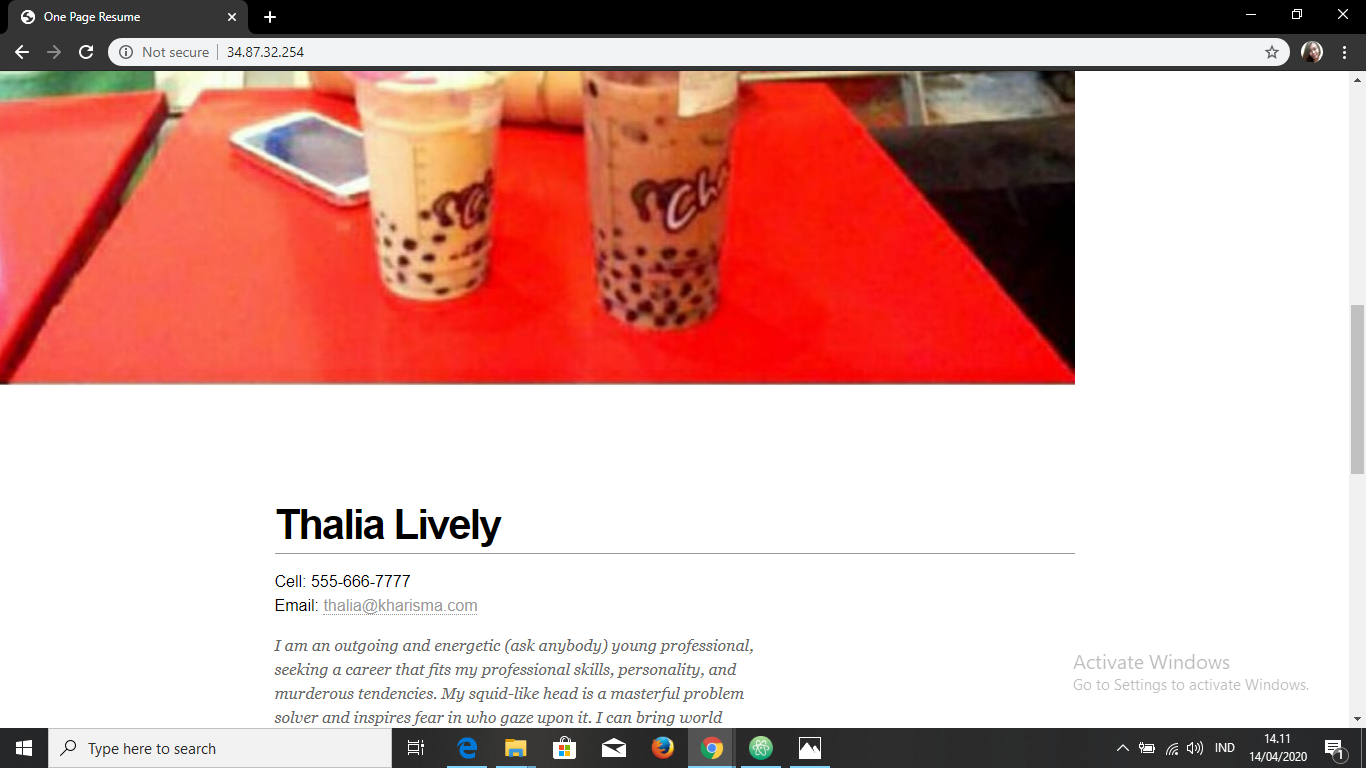 One Page Resume
Not secure
34.87.32.254
Thalia Lively
Cell: 555-666-7777
Email: thalia@kharisma.com
I am an outgoing and energetic (ask anybody) young professional,
seeking a career that fits my professional skills, personality, and
murderous tendencies. My squid-like head is a masterful problem
solver and inspires fear in who gaze upon it. I can bring world
Activate Windows
Go to Settings to activate Windows.
Type here to search
IND
14.11
14/04/2020
1